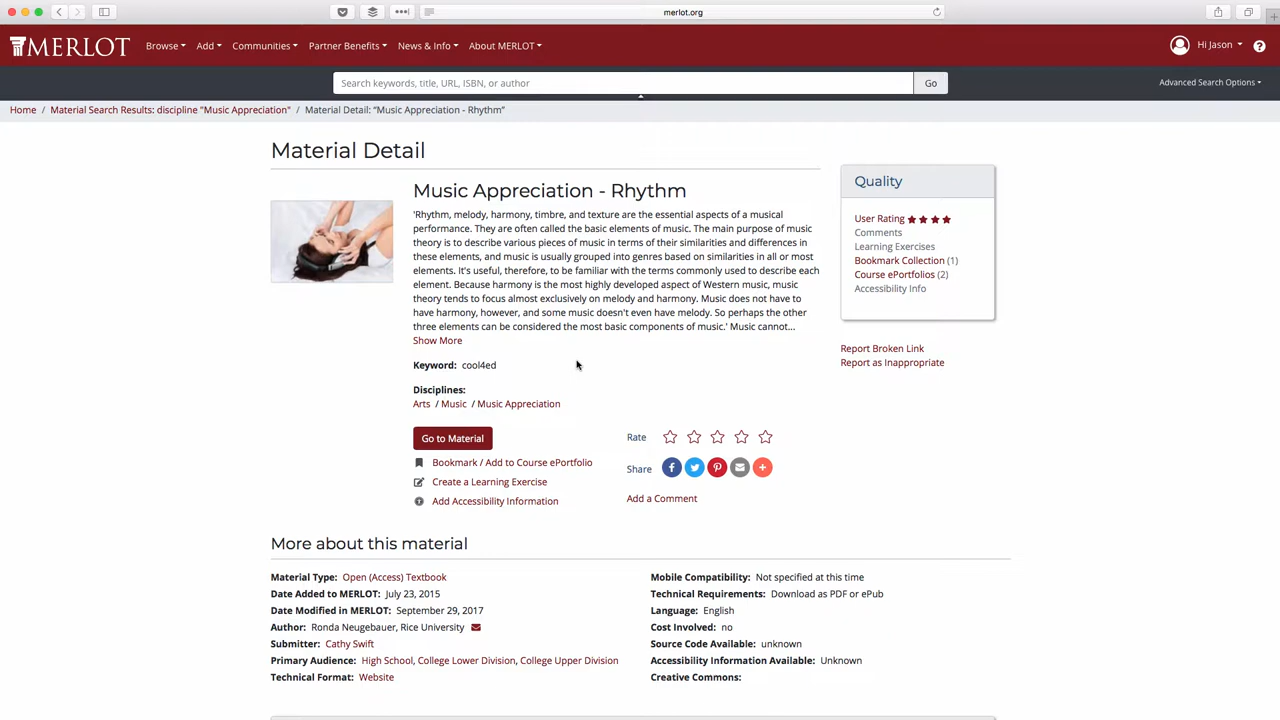 merlot.org
MERLOT
Browse Add Communities Partner Benefits News & Info About MERLOT Hi Jason
Search keywords, title, URL, ISBN, or author Go Advanced Search Options
Home / Material Search Results: discipline "Music Appreciation" / Material Detail: “Music Appreciation - Rhythm”
Material Detail
Music Appreciation - Rhythm
'Rhythm, melody, harmony, timbre, and texture are the essential aspects of a musical
performance. They are often called the basic elements of music. The main purpose of music
theory is to describe various pieces of music in terms of their similarities and differences in
these elements, and music is usually grouped into genres based on similarities in all or most
elements. It's useful, therefore, to be familiar with the terms commonly used to describe each
element. Because harmony is the most highly developed aspect of Western music, music
theory tends to focus almost exclusively on melody and harmony. Music does not have to
have harmony, however, and some music doesn't even have melody. So perhaps the other
three elements can be considered the most basic components of music.' Music cannot...
Show More
Keyword: cool4ed
Disciplines:
Arts / Music / Music Appreciation
Go to Material
Bookmark / Add to Course ePortfolio
Create a Learning Exercise
Add Accessibility Information
Rate
Share
Add a Comment
Quality
User Rating
Comments
Learning Exercises
Bookmark Collection (1)
Course ePortfolios (2)
Accessibility Info
Report Broken Link
Report as Inappropriate
More about this material
Material Type: Open (Access) Textbook
Date Added to MERLOT: July 23, 2015
Date Modified in MERLOT: September 29, 2017
Author: Ronda Neugebauer, Rice University
Submitter: Cathy Swift
Primary Audience: High School, College Lower Division, College Upper Division
Technical Format: Website
Mobile Compatibility: Not specified at this time
Technical Requirements: Download as PDF or ePub
Language: English
Cost Involved: no
Source Code Available: unknown
Accessibility Information Available: Unknown
Creative Commons: